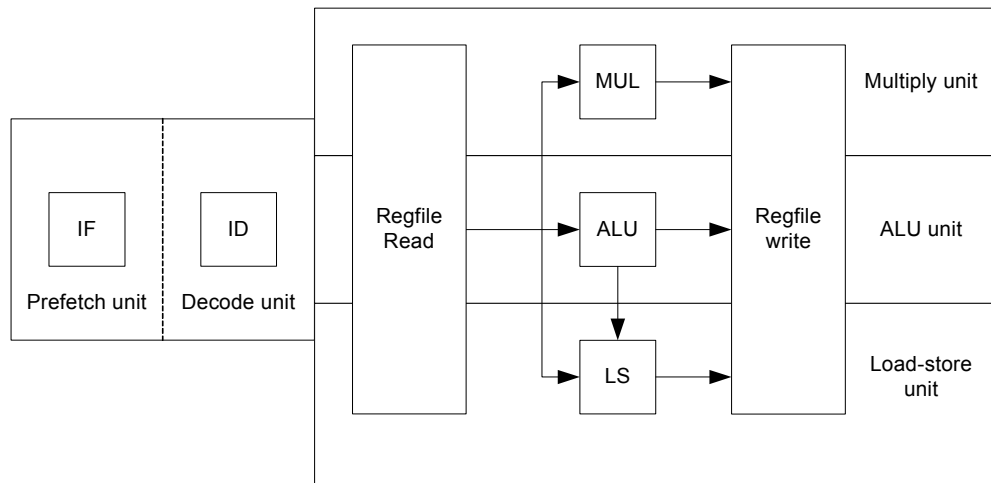 MUL
Multiply unit
IF
ID
Prefetch unit
Decode unit
Regfile
Read
ALU
Regfile
write
ALU unit
LS
Load-store
unit